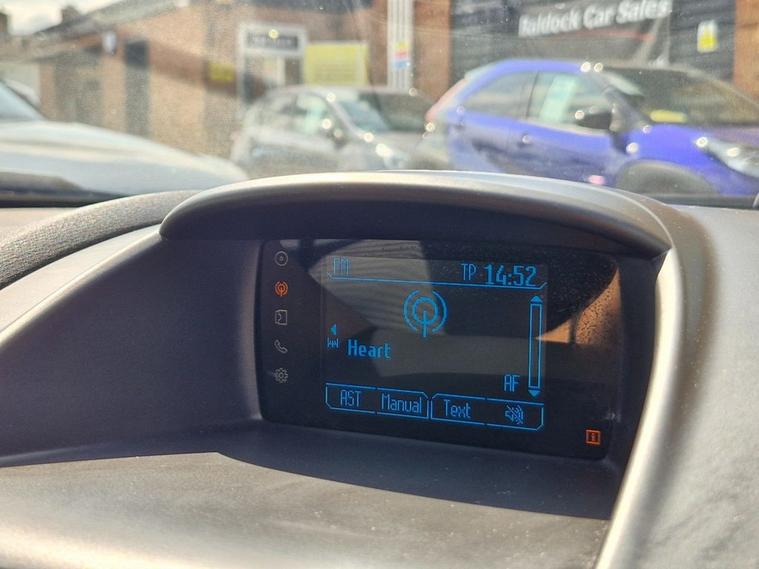 Baldock Car Sales
FM TP 14:52
Heart
AF
AST Manual Text